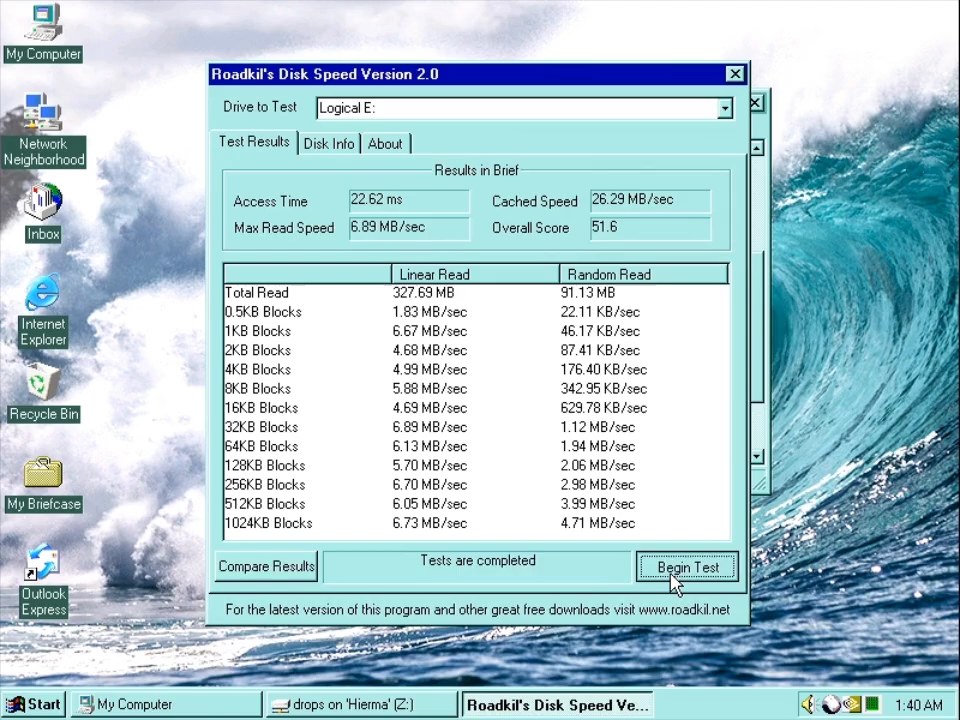 My Computer
Network
Neighborhood
Inbox
Internet
Explorer
Recycle Bin
My Briefcase
Outlook
Express
Roadkil's Disk Speed Version 2.0
Drive to Test Logical E:
Test Results Disk Info About
Results in Brief
Access Time 22.62 ms Cached Speed 26.29 MB/sec
Max Read Speed 6.89 MB/sec Overall Score 51.6
Linear Read Random Read
Total Read 327.69 MB 91.13 MB
0.5KB Blocks 1.83 MB/sec 22.11 KB/sec
1KB Blocks 6.67 MB/sec 46.17 KB/sec
2KB Blocks 4.68 MB/sec 87.41 KB/sec
4KB Blocks 4.99 MB/sec 176.40 KB/sec
8KB Blocks 5.88 MB/sec 342.95 KB/sec
16KB Blocks 4.69 MB/sec 629.78 KB/sec
32KB Blocks 6.89 MB/sec 1.12 MB/sec
64KB Blocks 6.13 MB/sec 1.94 MB/sec
128KB Blocks 5.70 MB/sec 2.06 MB/sec
256KB Blocks 6.70 MB/sec 2.98 MB/sec
512KB Blocks 6.05 MB/sec 3.99 MB/sec
1024KB Blocks 6.73 MB/sec 4.71 MB/sec
Compare Results Tests are completed Begin Test
For the latest version of this program and other great free downloads visit www.roadkil.net
Start My Computer drops on 'Hierma' (Z:) Roadkil's Disk Speed Ve... 1:40 AM